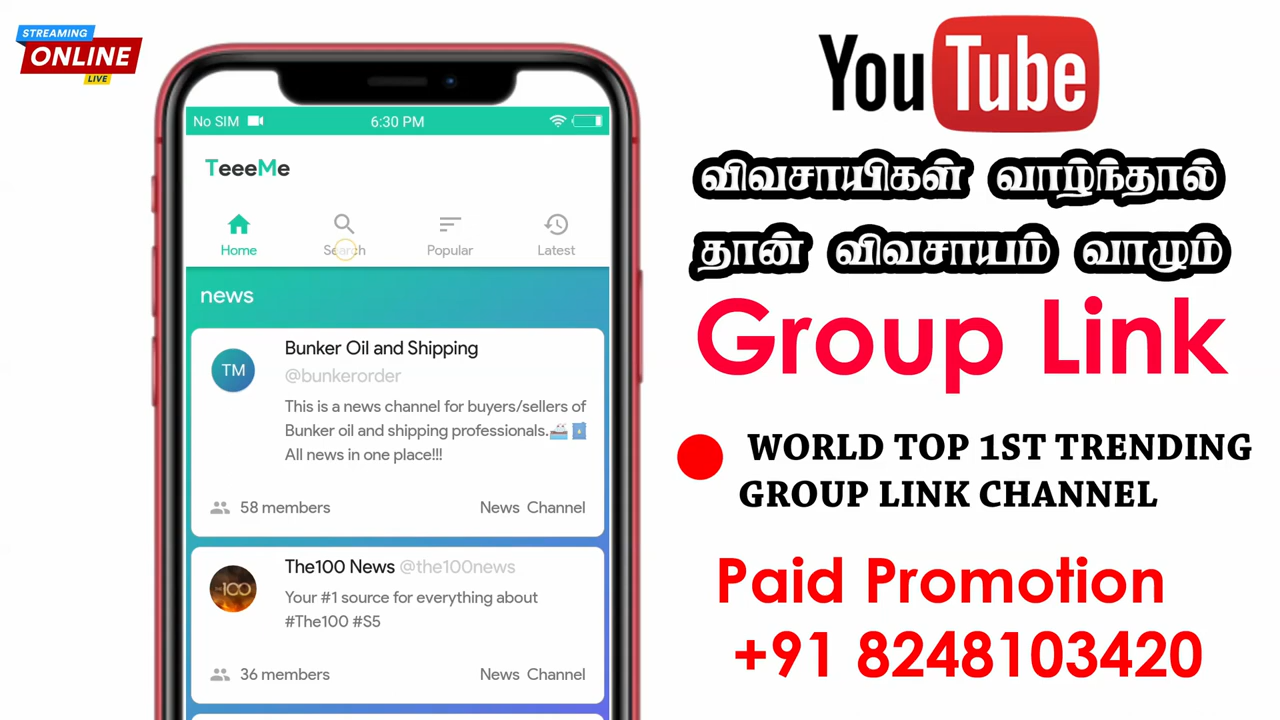 STREAMING
ONLINE
LIVE
No SIM
6:30 PM
TeeeMe
Home
Search
Popular
Latest
news
TM
Bunker Oil and Shipping
@bunkerorder
This is a news channel for buyers/sellers of
Bunker oil and shipping professionals.🚢🛃
All news in one place!!!
58 members
News Channel
THE 100
The100 News @the100news
Your #1 source for everything about
#The100 #S5
36 members
News Channel
YouTube
விவசாயிகள் வாழ்ந்தால்
தான் விவசாயம் வாழும்
Group Link
WORLD TOP 1ST TRENDING
GROUP LINK CHANNEL
Paid Promotion
+91 8248103420